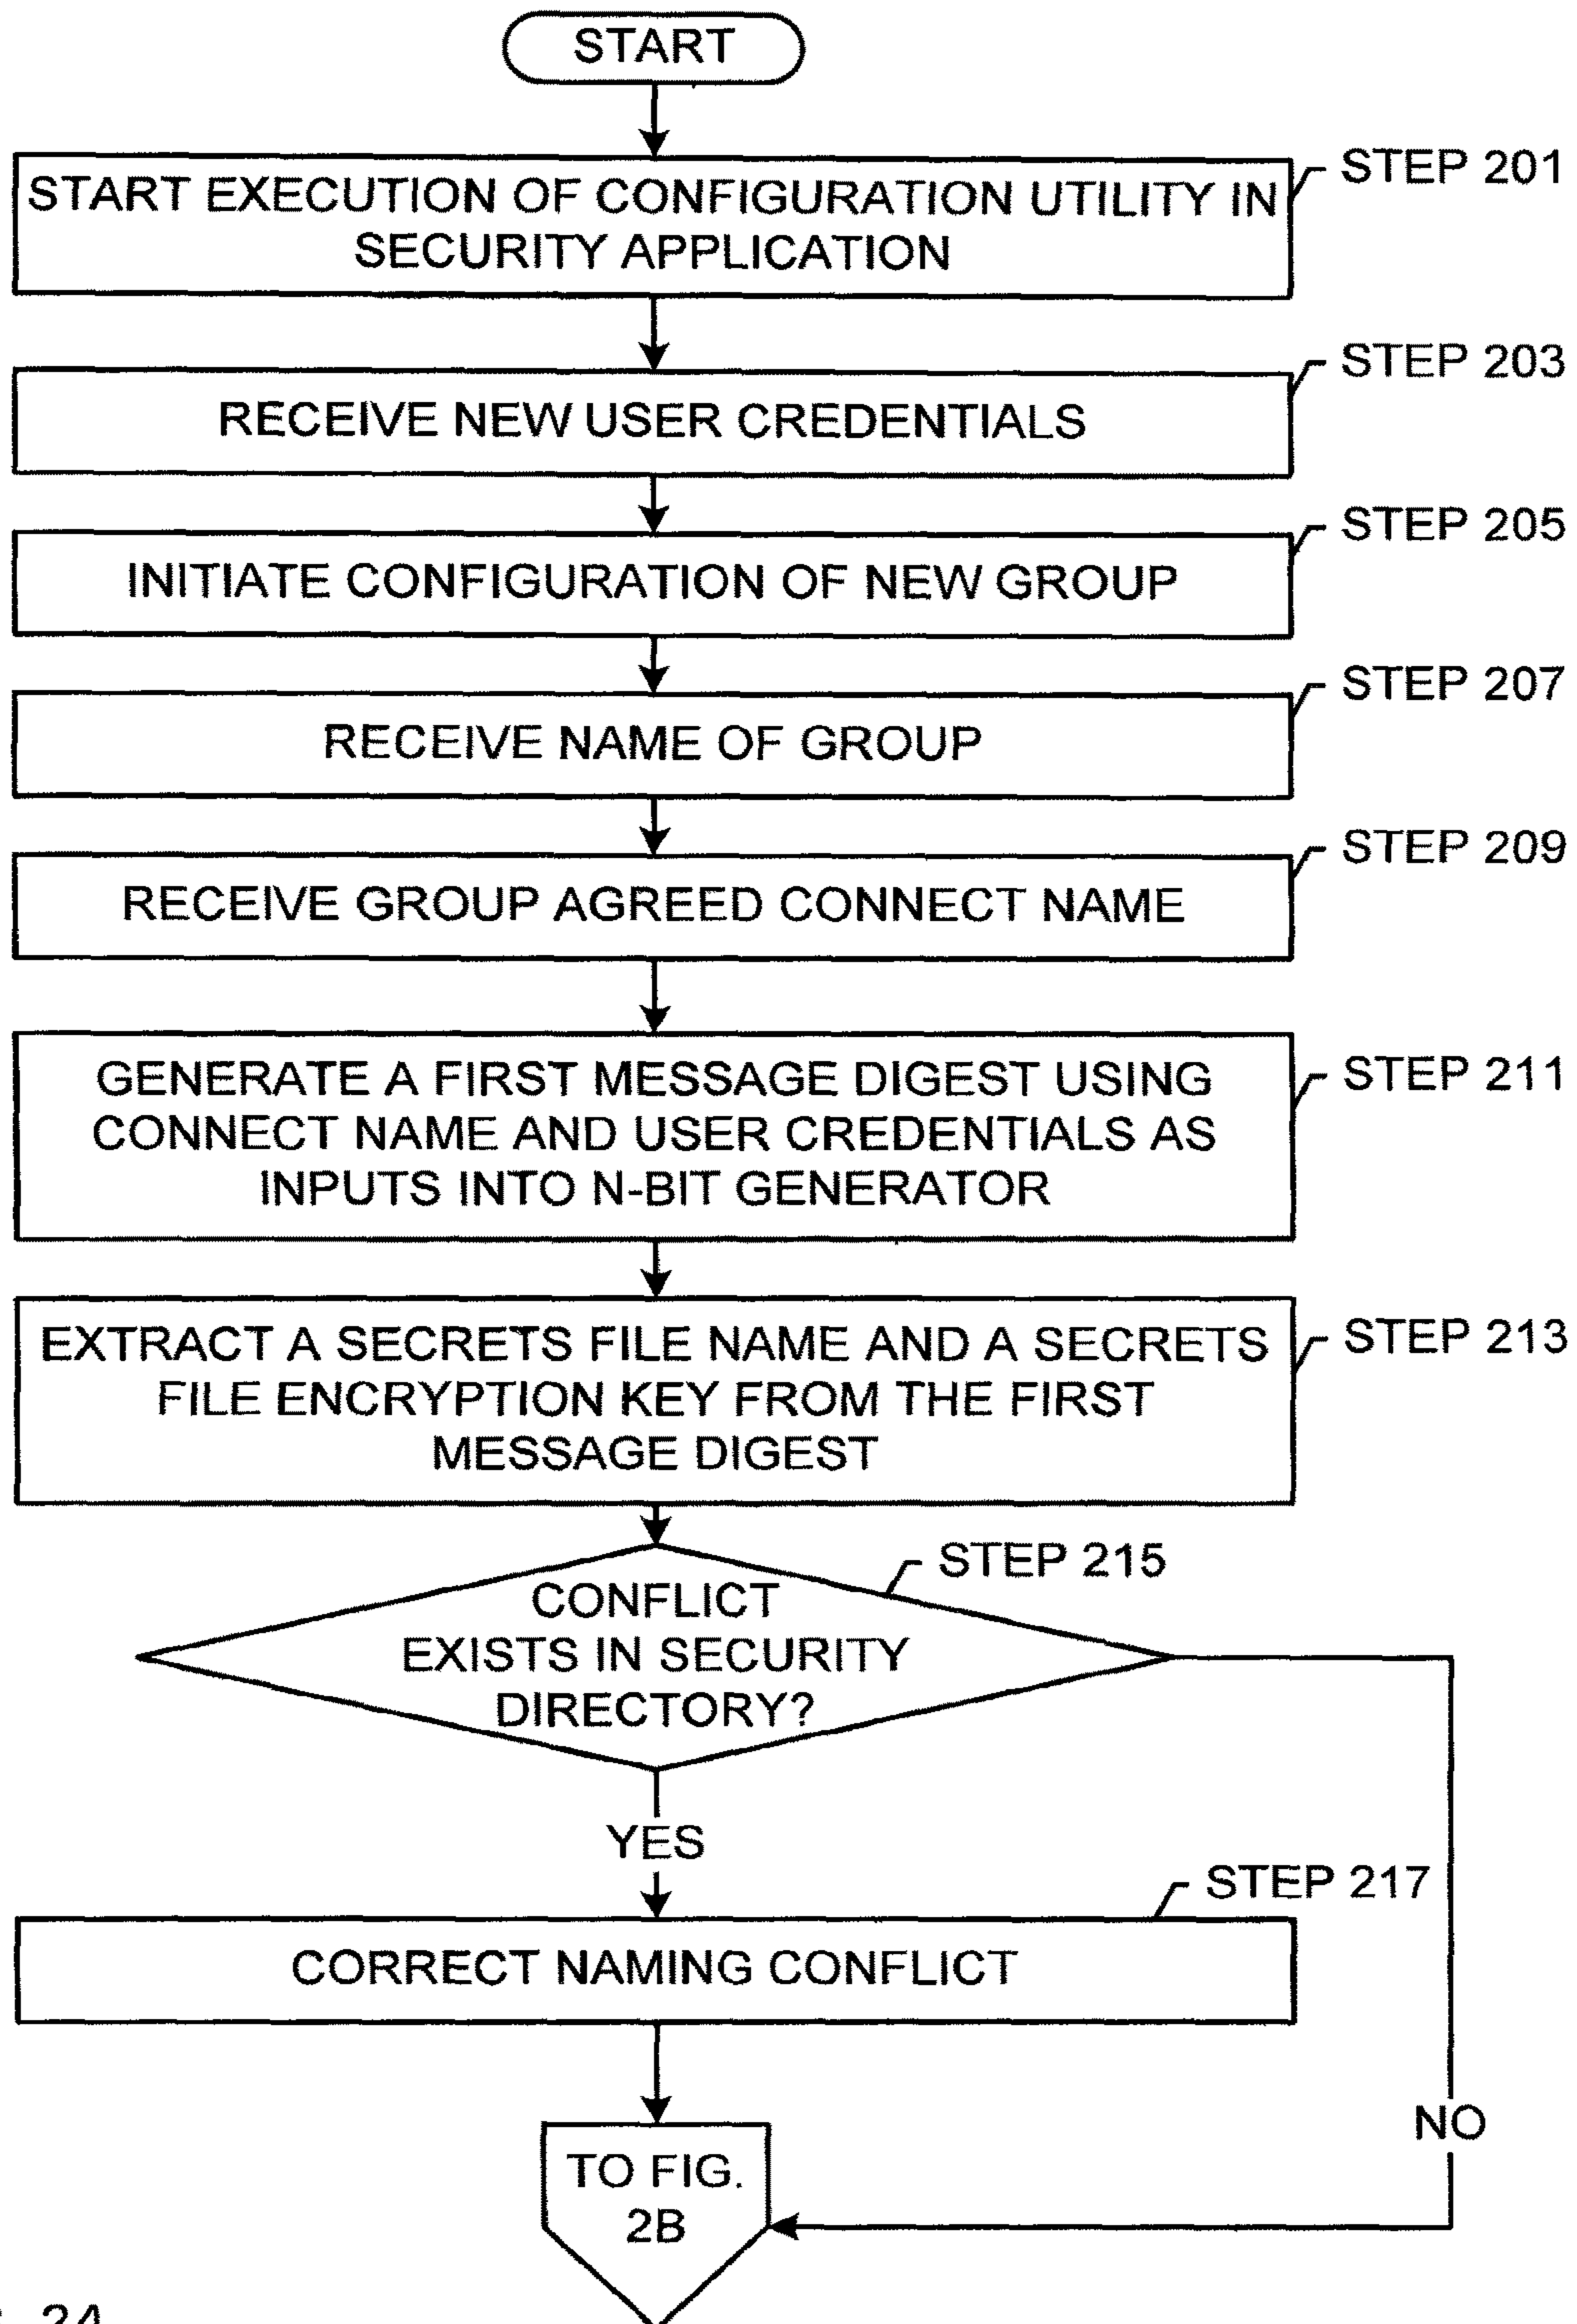 START
START EXECUTION OF CONFIGURATION UTILITY IN
SECURITY APPLICATION
STEP 201
RECEIVE NEW USER CREDENTIALS
STEP 203
INITIATE CONFIGURATION OF NEW GROUP
STEP 205
RECEIVE NAME OF GROUP
STEP 207
RECEIVE GROUP AGREED CONNECT NAME
STEP 209
GENERATE A FIRST MESSAGE DIGEST USING
CONNECT NAME AND USER CREDENTIALS AS
INPUTS INTO N-BIT GENERATOR
STEP 211
EXTRACT A SECRETS FILE NAME AND A SECRETS
FILE ENCRYPTION KEY FROM THE FIRST
MESSAGE DIGEST
STEP 213
CONFLICT
EXISTS IN SECURITY
DIRECTORY?
STEP 215
YES
STEP 217
CORRECT NAMING CONFLICT
NO
TO FIG.
2B
2A